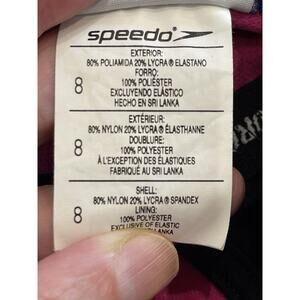 speedo
EXTERIOR:
80% POLIAMIDA 20% LYCRA® ELASTANO
FORRO:
8
100% POLIÉSTER
EXCLUYENDO ELÁSTICO
HECHO EN SRI LANKA
EXTÉRIEUR:
80% NYLON 20% LYCRA® ÉLASTHANNE
DOUBLURE:
8
100% POLYESTER
À L'EXCEPTION DES ÉLASTIQUES
FABRIQUÉ AU SRI LANKA
SHELL:
80% NYLON 20% LYCRA® SPANDEX
LINING:
8
100% POLYESTER
EXCLUSIVE OF ELASTIC
SRI LANKA